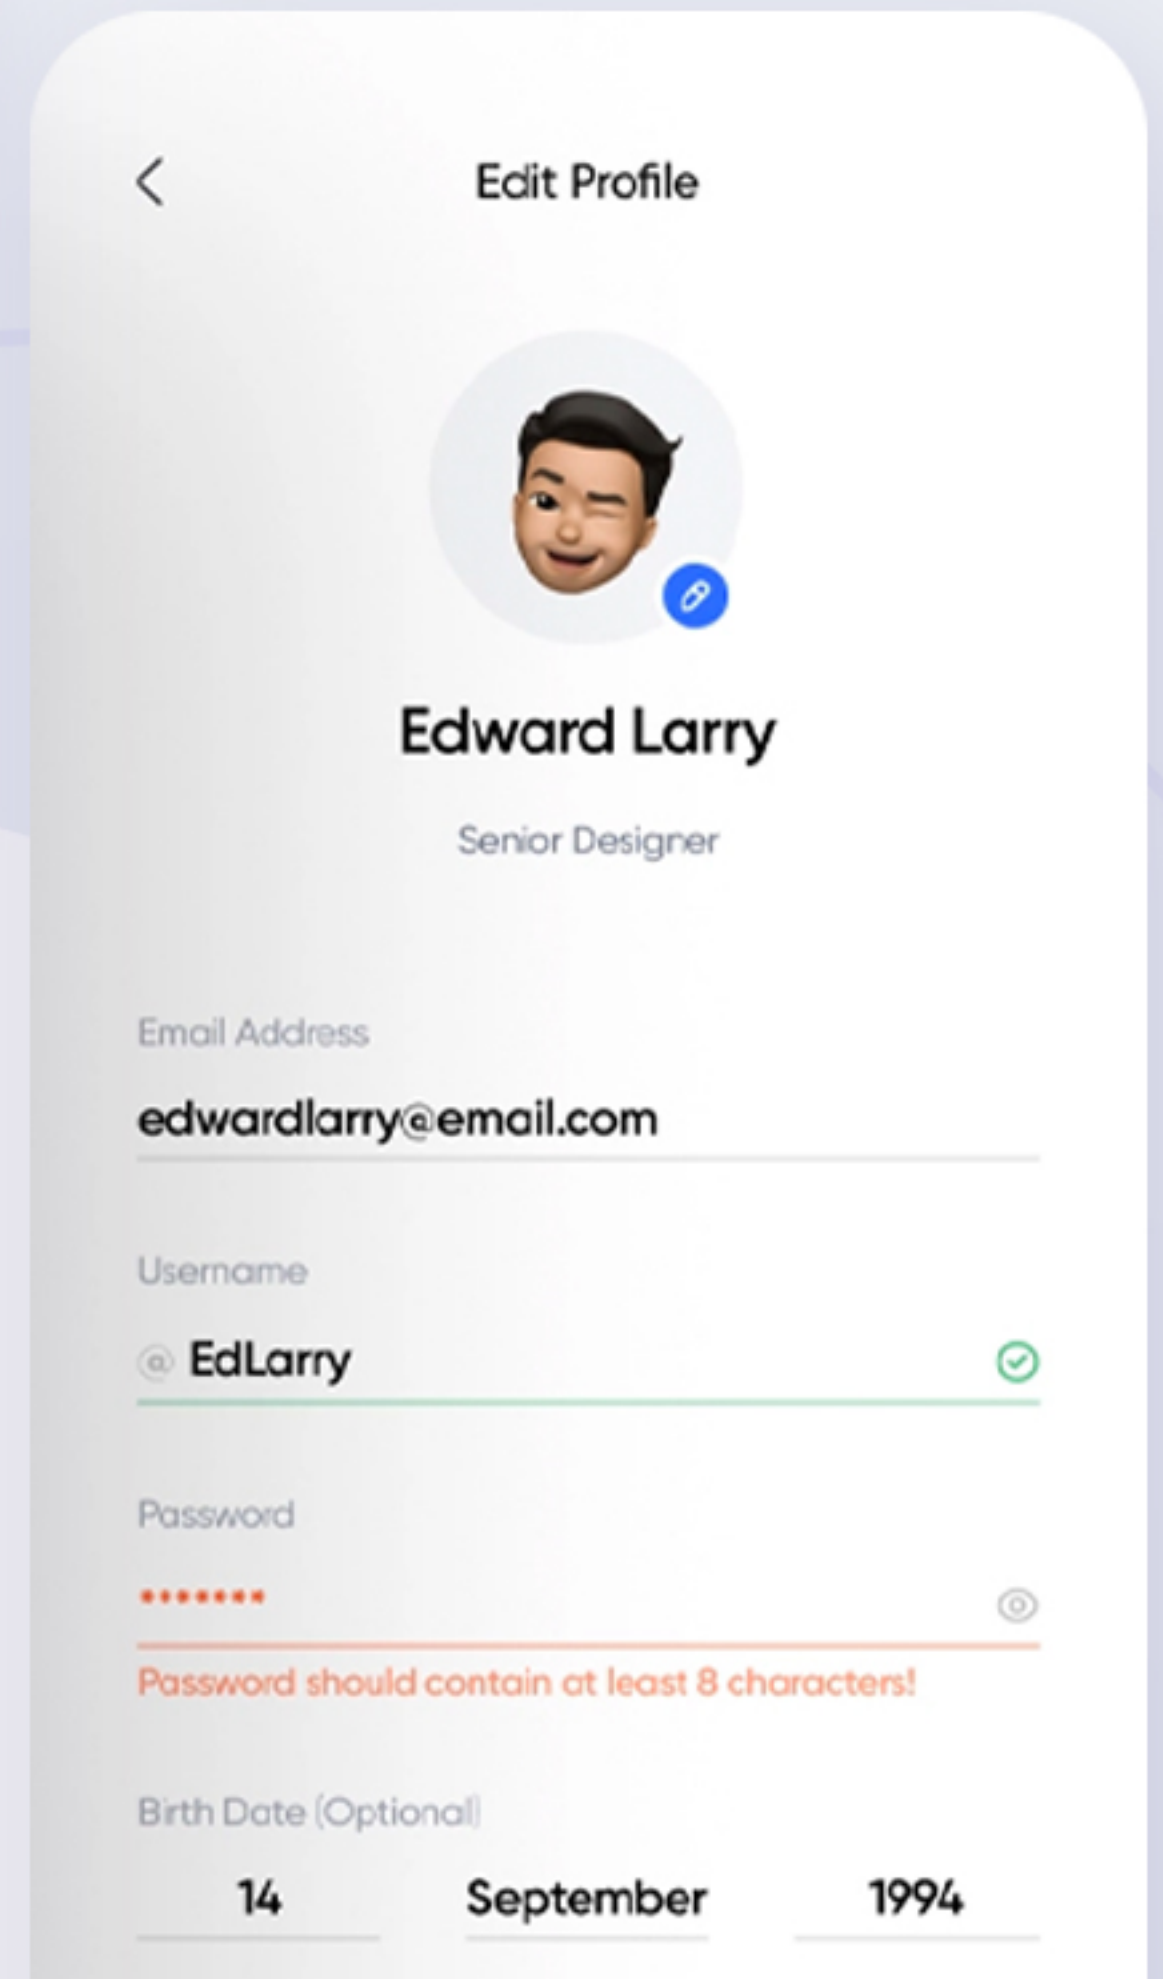 Edit Profile
Edward Larry
Senior Designer
Email Address
edwardlarry@email.com
Username
@ EdLarry
Password
•••••••
Password should contain at least 8 characters!
Birth Date (Optional)
14 September 1994